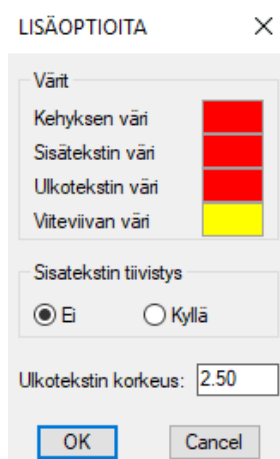 LISÄOPTIOITA
Värit
Kehyksen väri
Sisätekstin väri
Ulkotekstin väri
Viiteviivan väri
Sisatekstin tiivistys
Ei Kyllä
Ulkotekstin korkeus: 2.50
OK Cancel